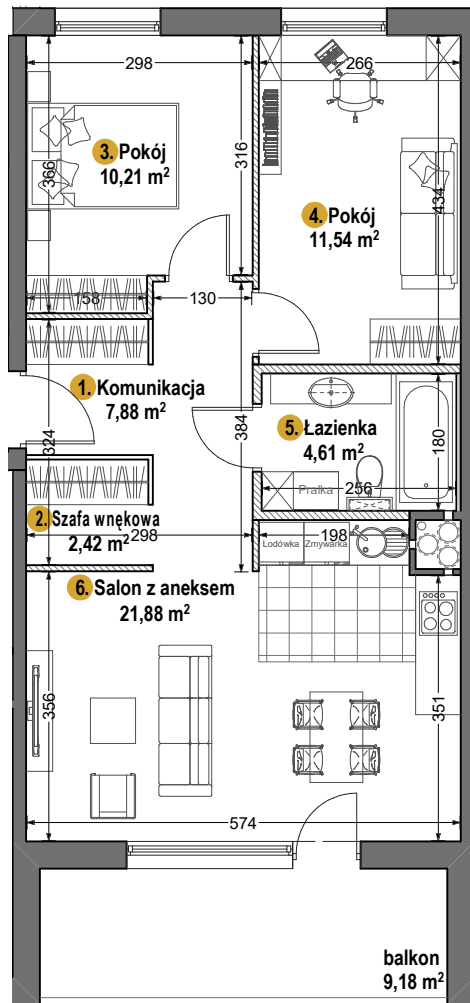 298
266
3. Pokój
10,21 m²
366
316
4. Pokój
11,54 m²
434
158
130
1. Komunikacja
7,88 m²
324
384
5. Łazienka
4,61 m²
180
Pralka
256
2. Szafa wnękowa
2,42 m²
298
Lodówka
Zmywarka
198
6. Salon z aneksem
21,88 m²
356
351
574
balkon
9,18 m²